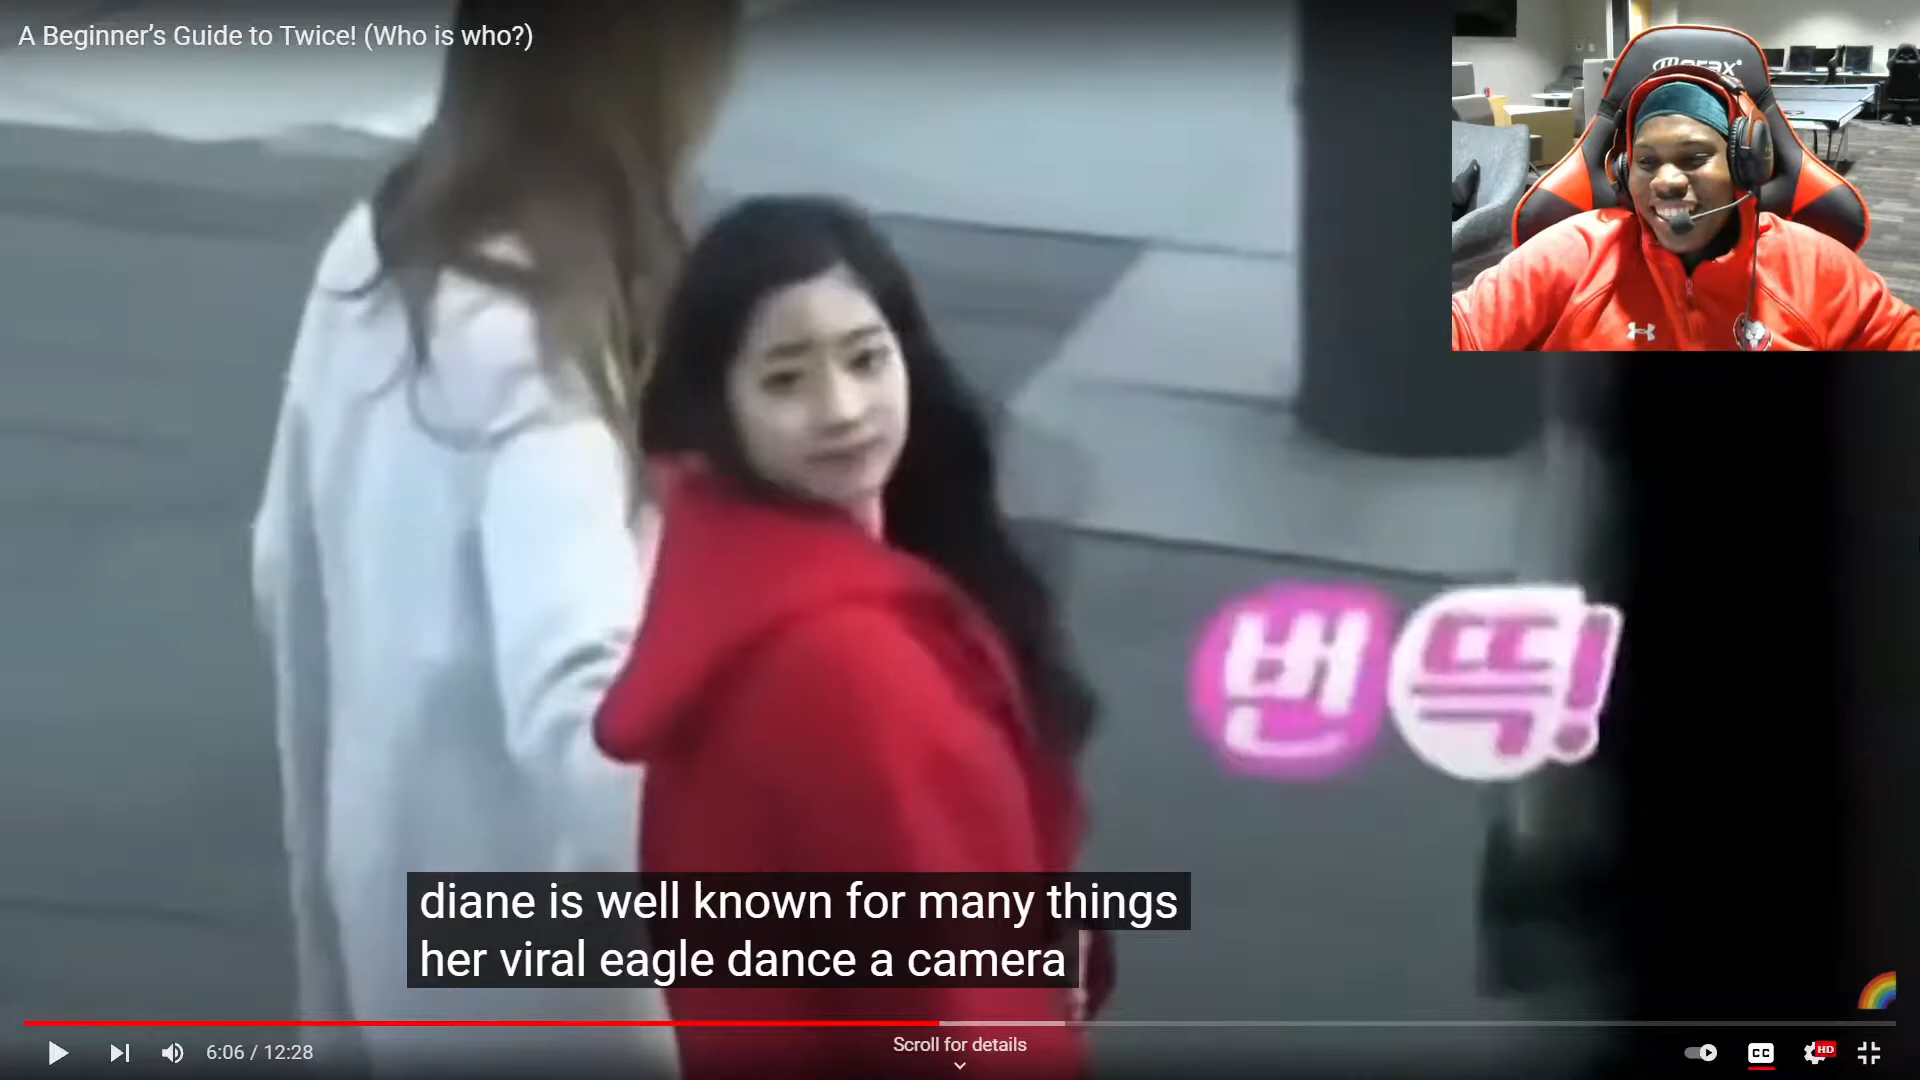 A Beginner’s Guide to Twice! (Who is who?)
번뜩!
diane is well known for many things
her viral eagle dance a camera
6:06 / 12:28
Scroll for details
CC
HD